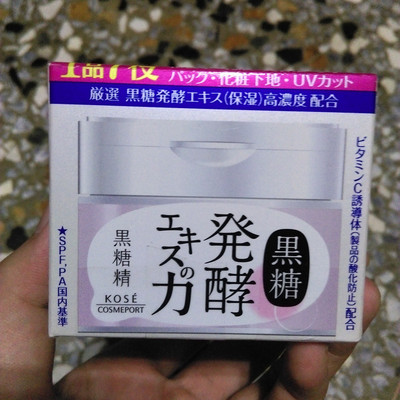 1品7役 パック・化粧下地・UVカット
厳選 黒糖発酵エキス(保湿)高濃度 配合
黒糖
発酵
エキスの力
黒糖精
KOSÉ
COSMEPORT
ビタミンC誘導体(製品の酸化防止)配合
★SPF,PA国内基準